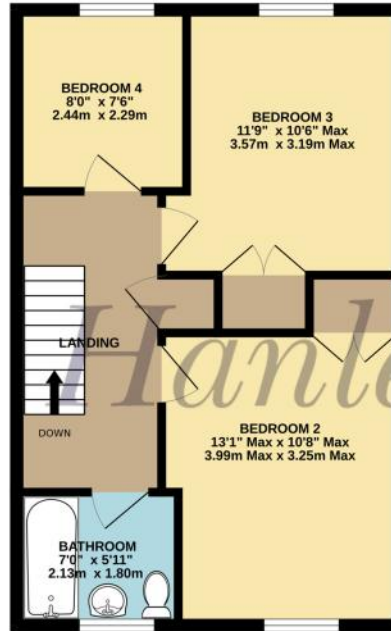 BEDROOM 4
8'0" x 7'6"
2.44m x 2.29m
BEDROOM 3
11'9" x 10'6" Max
3.57m x 3.19m Max
LANDING
DOWN
BEDROOM 2
13'1" Max x 10'8" Max
3.99m Max x 3.25m Max
BATHROOM
7'0" x 5'11"
2.13m x 1.80m